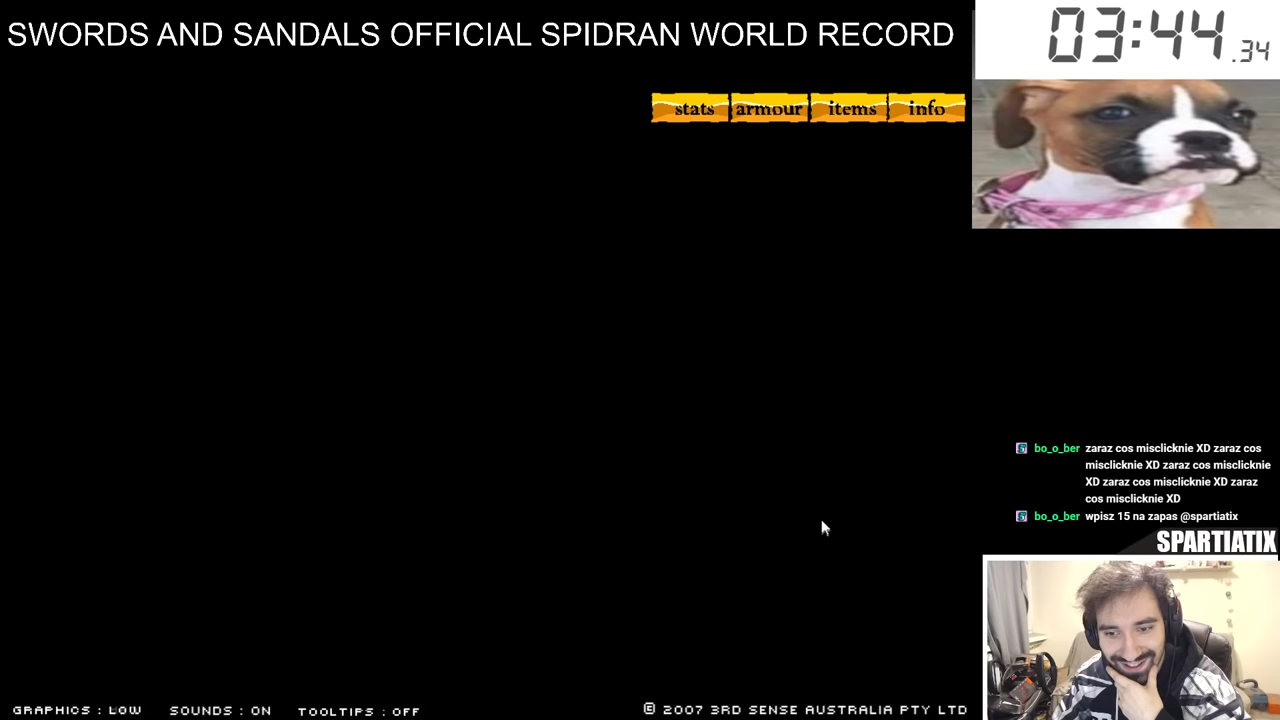 SWORDS AND SANDALS OFFICIAL SPIDRAN WORLD RECORD
03:44.34
stats armour items info
bo_o_ber zaraz cos misclicknie XD zaraz cos
misclicknie XD zaraz cos misclicknie
XD zaraz cos misclicknie XD zaraz
cos misclicknie XD
bo_o_ber wpisz 15 na zapas @spartiatix
SPARTIATIX
GRAPHICS : LOW SOUNDS : ON TOOLTIPS : OFF © 2007 3RD SENSE AUSTRALIA PTY LTD